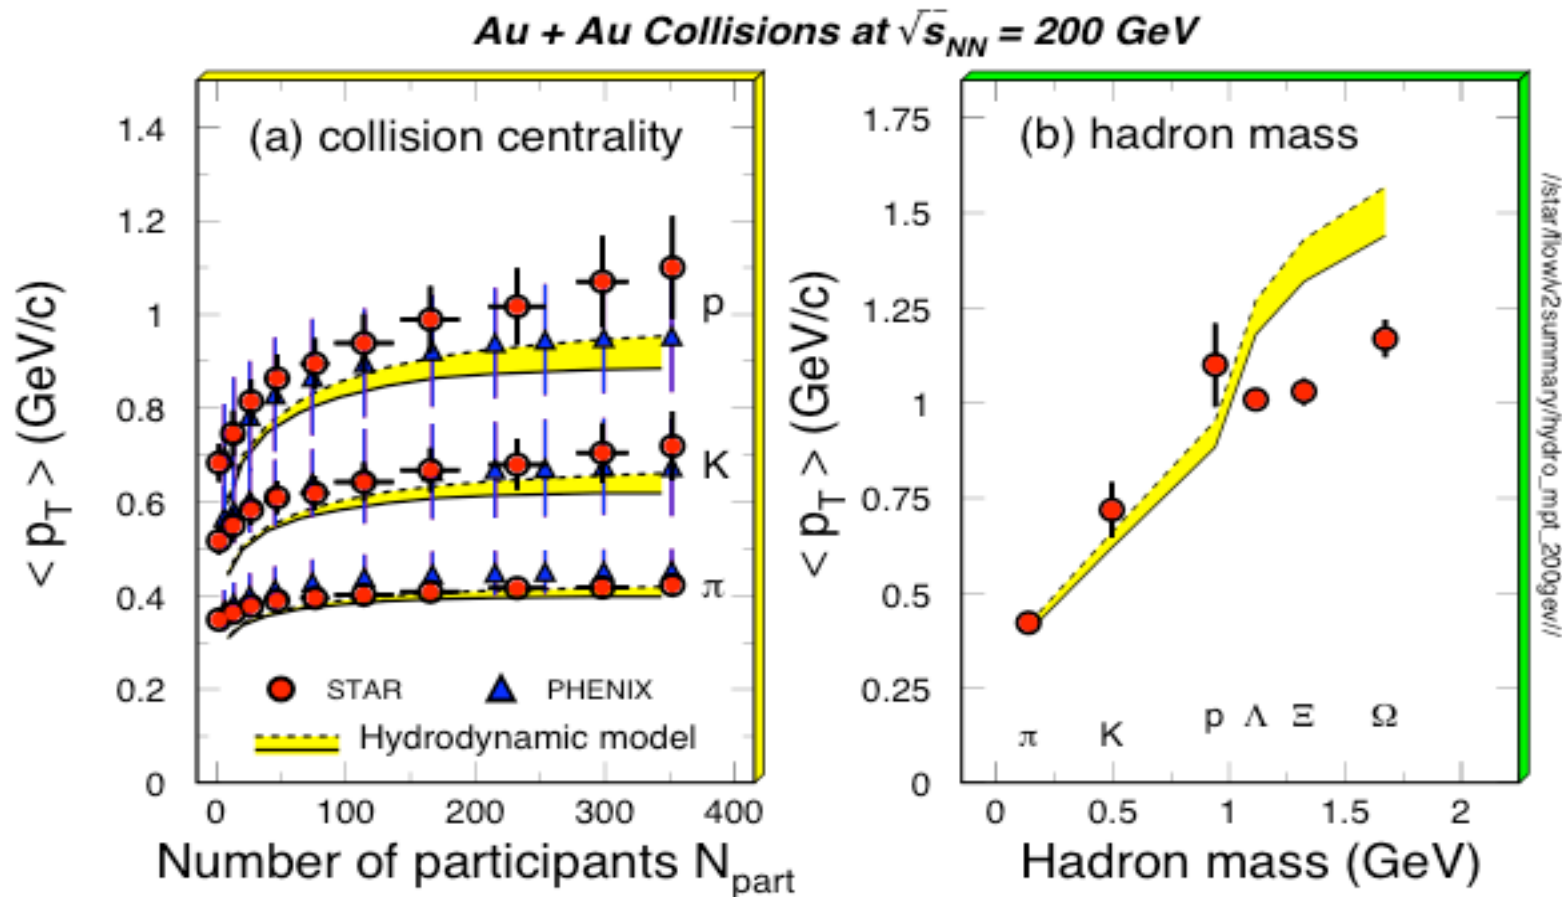 Au + Au Collisions at √s_NN = 200 GeV
(a) collision centrality
1.4
1.2
1
0.8
0.6
0.4
0.2
0
< p_T > (GeV/c)
p
K
π
STAR
PHENIX
Hydrodynamic model
0 100 200 300 400
Number of participants N_part
(b) hadron mass
1.75
1.5
1.25
1
0.75
0.5
0.25
0
< p_T > (GeV/c)
π K p Λ Ξ Ω
0 0.5 1 1.5 2
Hadron mass (GeV)
//star/flow/v2summary/hydro_mpt_200gev//